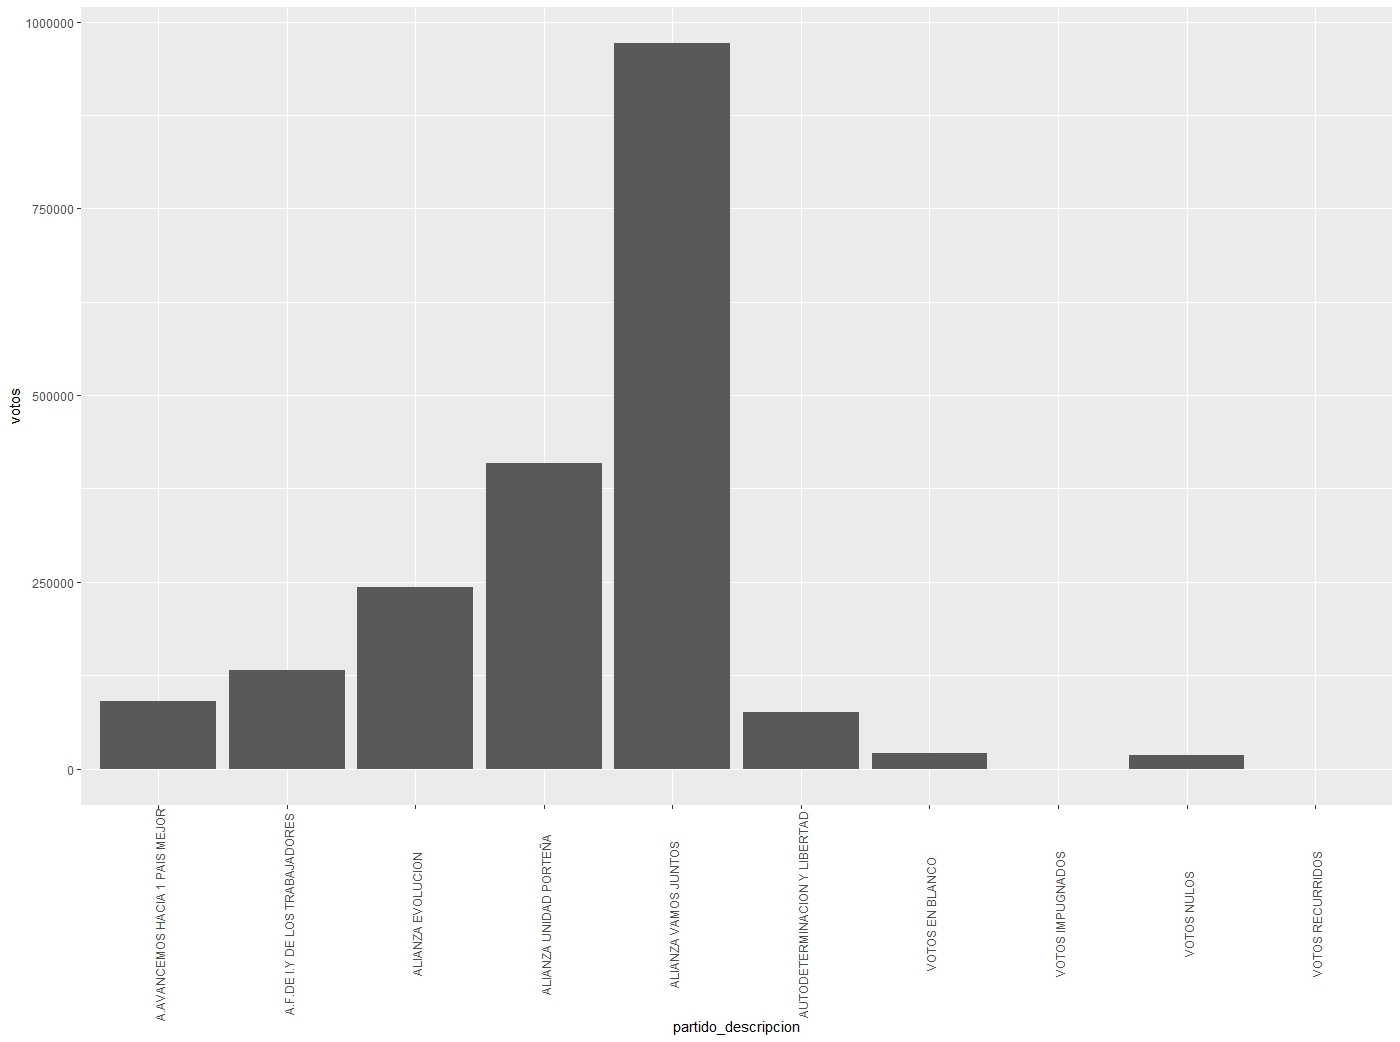 1000000
750000
500000
250000
0
votos
A.AVANCEMOS HACIA 1 PAIS MEJOR
A.F.DE I.Y DE LOS TRABAJADORES
ALIANZA EVOLUCION
ALIANZA UNIDAD PORTEÑA
ALIANZA VAMOS JUNTOS
AUTODETERMINACION Y LIBERTAD
VOTOS EN BLANCO
VOTOS IMPUGNADOS
VOTOS NULOS
VOTOS RECURRIDOS
partido_descripcion